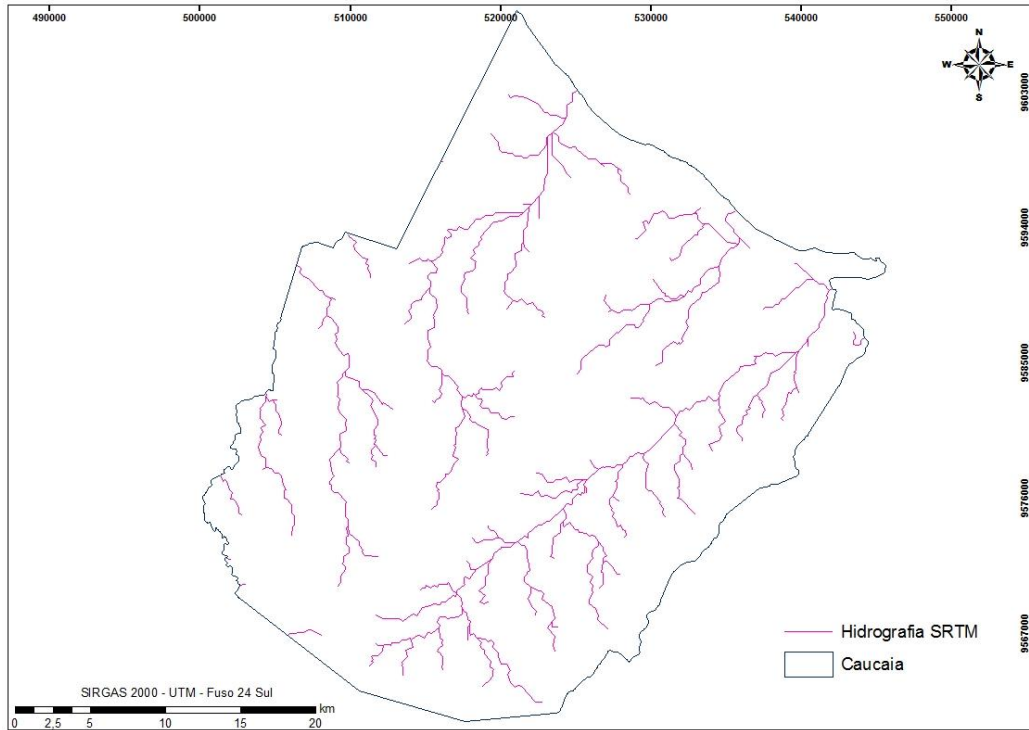 490000 500000 510000 520000 530000 540000 550000
N
W E
S
9603000
9594000
9585000
9576000
9567000
Hidrografia SRTM
Caucaia
SIRGAS 2000 - UTM - Fuso 24 Sul
km
0 2,5 5 10 15 20